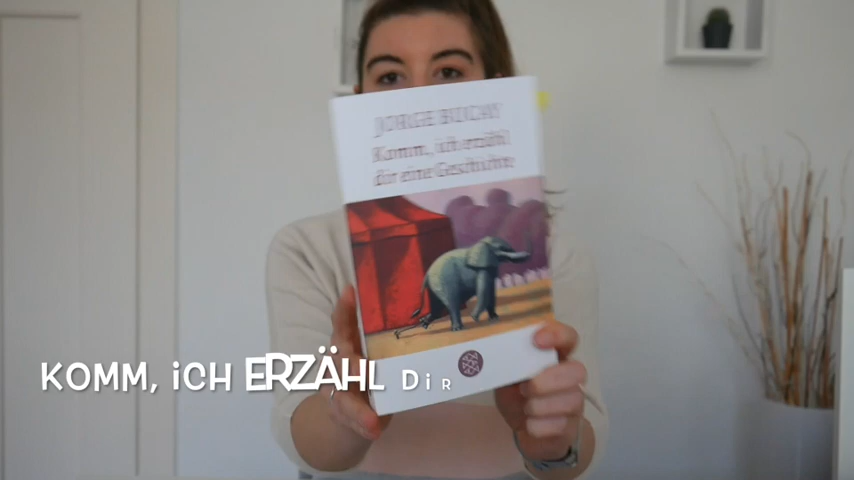 JORGE BUCAY
Komm, ich erzähl
dir eine Geschichte
KOMM, iCH ERZÄHL DiR